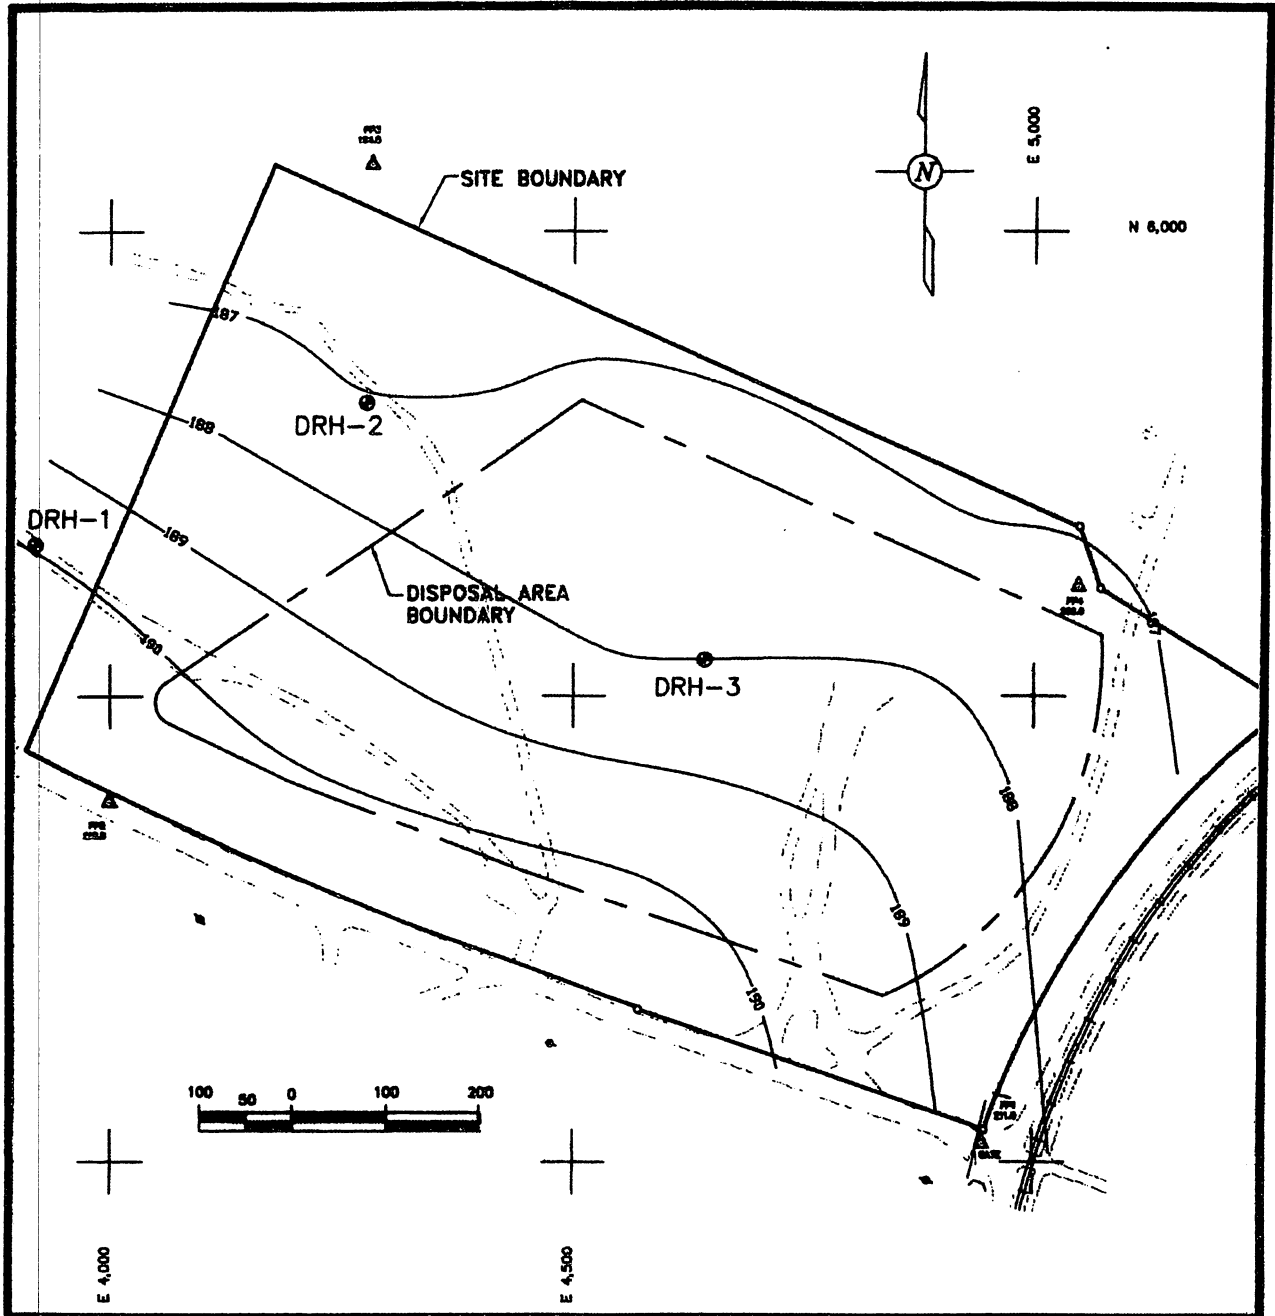 E 5,000
N
N 6,000
SITE BOUNDARY
187
DRH-2
188
DRH-1
189
DISPOSAL AREA
BOUNDARY
190
187
DRH-3
188
189
190
100 50 0 100 200
E 4,000
E 4,500